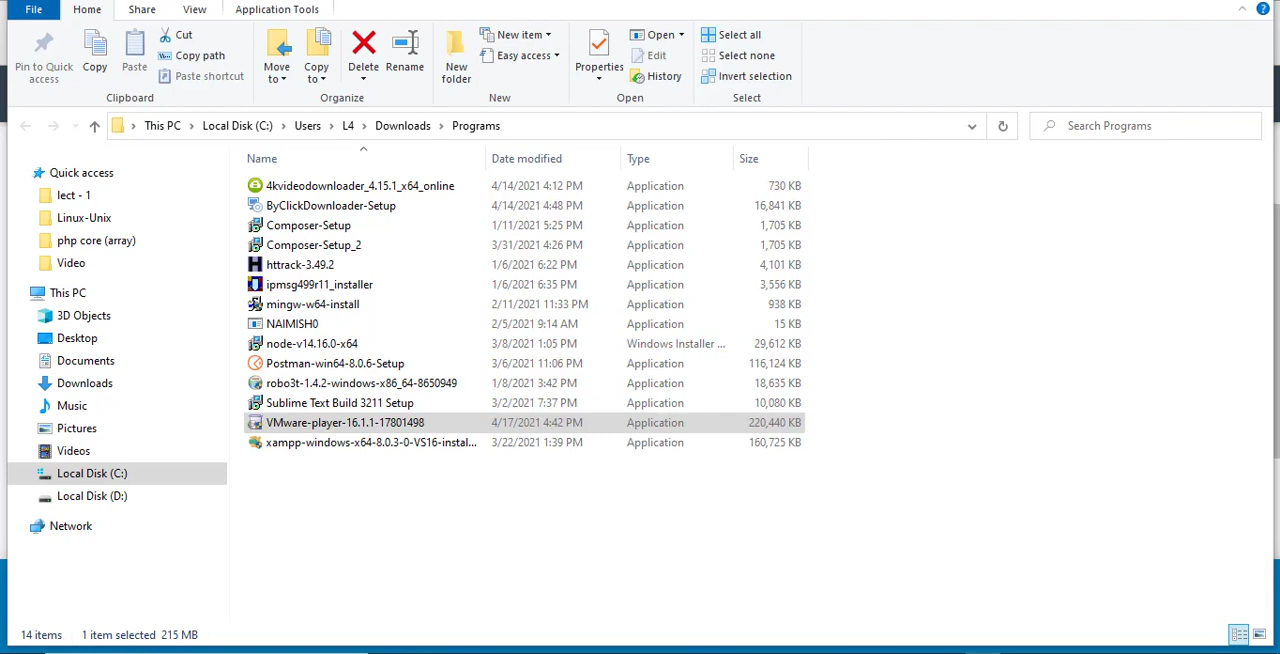 File Home Share View Application Tools
Pin to Quick access
Copy
Paste
Cut
Copy path
Paste shortcut
Clipboard
Move to
Copy to
Delete
Rename
Organize
New folder
New item
Easy access
New
Properties
Open
Edit
History
Open
Select all
Select none
Invert selection
Select
This PC › Local Disk (C:) › Users › L4 › Downloads › Programs
Search Programs
Quick access
lect - 1
Linux-Unix
php core (array)
Video
This PC
3D Objects
Desktop
Documents
Downloads
Music
Pictures
Videos
Local Disk (C:)
Local Disk (D:)
Network
Name Date modified Type Size
4kvideodownloader_4.15.1_x64_online 4/14/2021 4:12 PM Application 730 KB
ByClickDownloader-Setup 4/14/2021 4:48 PM Application 16,841 KB
Composer-Setup 1/11/2021 5:25 PM Application 1,705 KB
Composer-Setup_2 3/31/2021 4:26 PM Application 1,705 KB
httrack-3.49.2 1/6/2021 6:22 PM Application 4,101 KB
ipmsg499r11_installer 1/6/2021 6:35 PM Application 3,556 KB
mingw-w64-install 2/11/2021 11:33 PM Application 938 KB
NAIMISH0 2/5/2021 9:14 AM Application 15 KB
node-v14.16.0-x64 3/8/2021 1:05 PM Windows Installer ... 29,612 KB
Postman-win64-8.0.6-Setup 3/6/2021 11:06 PM Application 116,124 KB
robo3t-1.4.2-windows-x86_64-8650949 1/8/2021 3:42 PM Application 18,635 KB
Sublime Text Build 3211 Setup 3/2/2021 7:37 PM Application 10,080 KB
VMware-player-16.1.1-17801498 4/17/2021 4:42 PM Application 220,440 KB
xampp-windows-x64-8.0.3-0-VS16-instal... 3/22/2021 1:39 PM Application 160,725 KB
14 items 1 item selected 215 MB